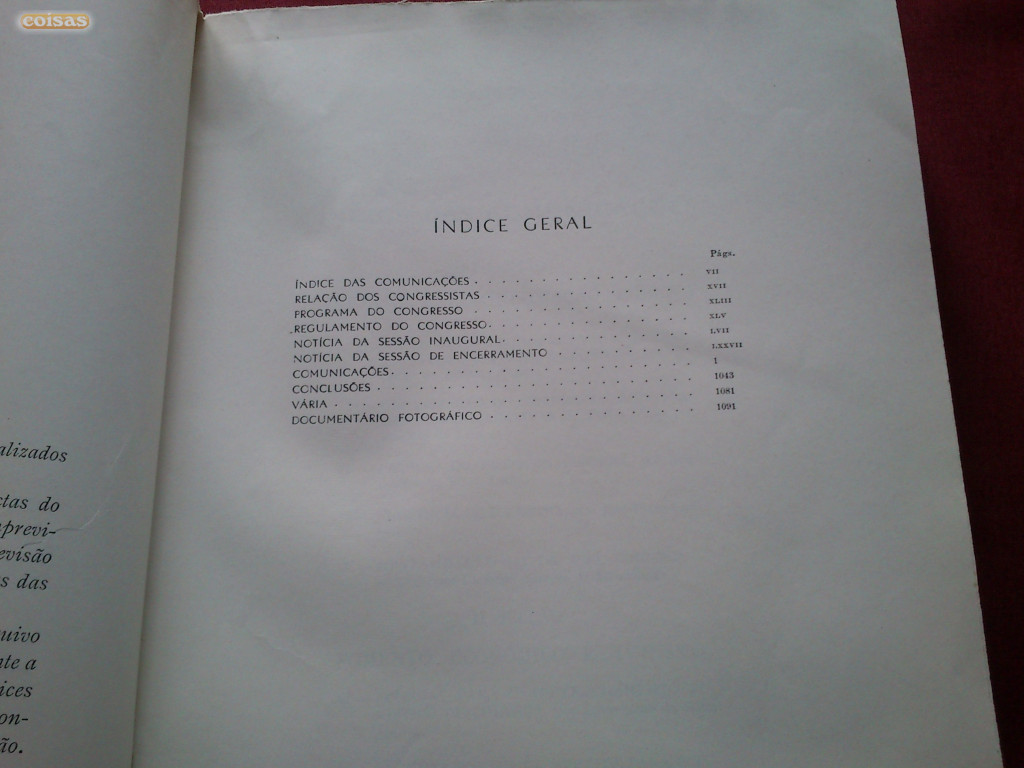 coisas
alizados
ctas do
previ-
evisão
s das
uivo
te a
ices
on-
ão.
ÍNDICE GERAL
Págs.
ÍNDICE DAS COMUNICAÇÕES . . . . . . . . . . . . . . . . VII
RELAÇÃO DOS CONGRESSISTAS . . . . . . . . . . . . . . . XVII
PROGRAMA DO CONGRESSO . . . . . . . . . . . . . . . . XLIII
REGULAMENTO DO CONGRESSO . . . . . . . . . . . . . . . XLV
NOTÍCIA DA SESSÃO INAUGURAL . . . . . . . . . . . . . . LVII
NOTÍCIA DA SESSÃO DE ENCERRAMENTO . . . . . . . . . . LXXVII
COMUNICAÇÕES . . . . . . . . . . . . . . . . . . . . 1
CONCLUSÕES . . . . . . . . . . . . . . . . . . . . . 1043
VÁRIA . . . . . . . . . . . . . . . . . . . . . . . 1081
DOCUMENTÁRIO FOTOGRÁFICO . . . . . . . . . . . . . . . 1091